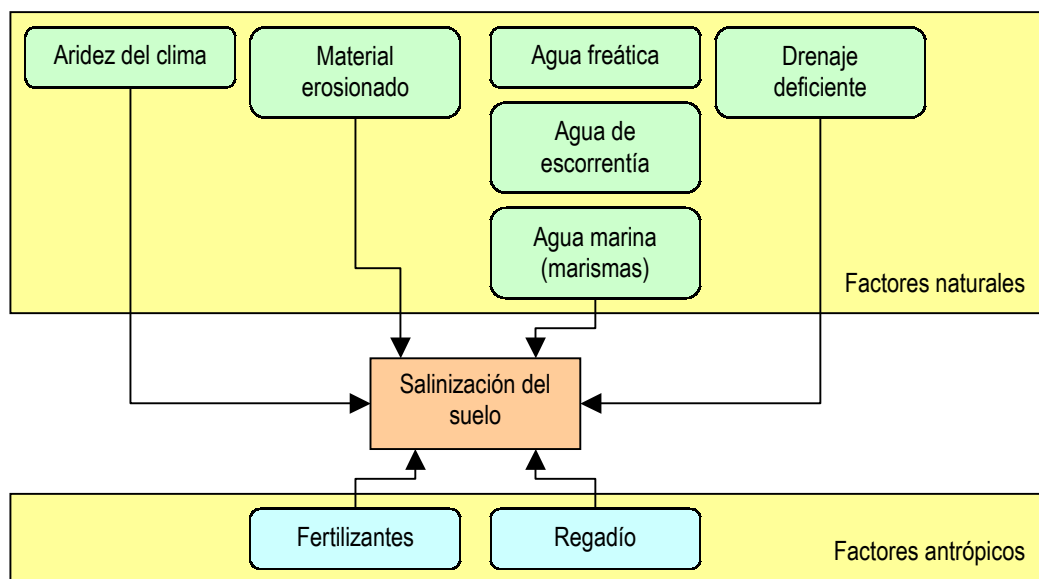 Aridez del clima
Material
erosionado
Agua freática
Drenaje
deficiente
Agua de
escorrentía
Agua marina
(marismas)
Factores naturales
Salinización del
suelo
Fertilizantes
Regadío
Factores antrópicos